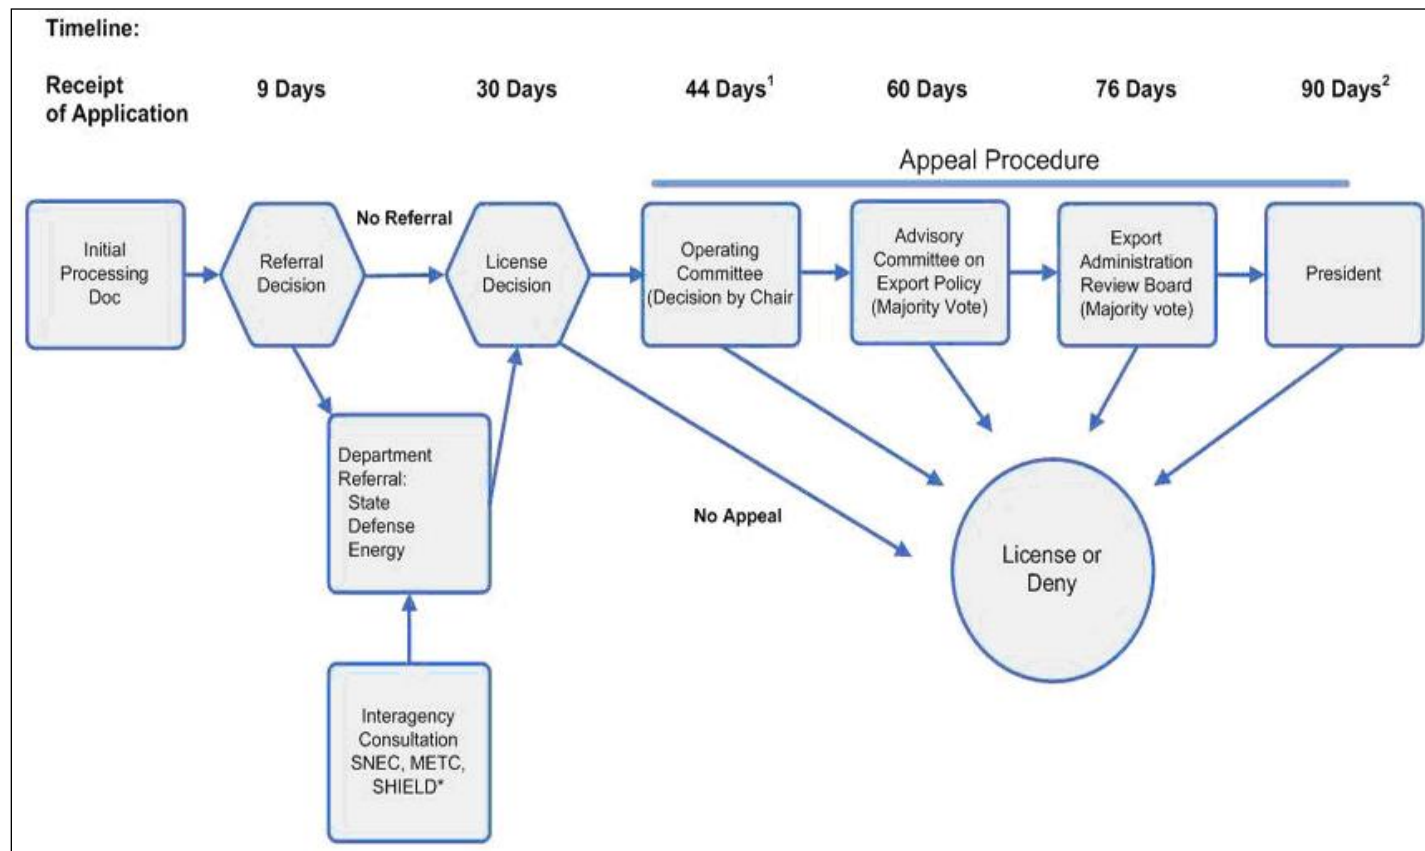 Timeline:
Receipt
of Application
9 Days
30 Days
44 Days¹
60 Days
76 Days
90 Days²
Appeal Procedure
Initial
Processing
Doc
Referral
Decision
No Referral
License
Decision
Operating
Committee
(Decision by Chair
Advisory
Committee on
Export Policy
(Majority Vote)
Export
Administration
Review Board
(Majority vote)
President
Department
Referral:
State
Defense
Energy
No Appeal
License or
Deny
Interagency
Consultation
SNEC, METC,
SHIELD*